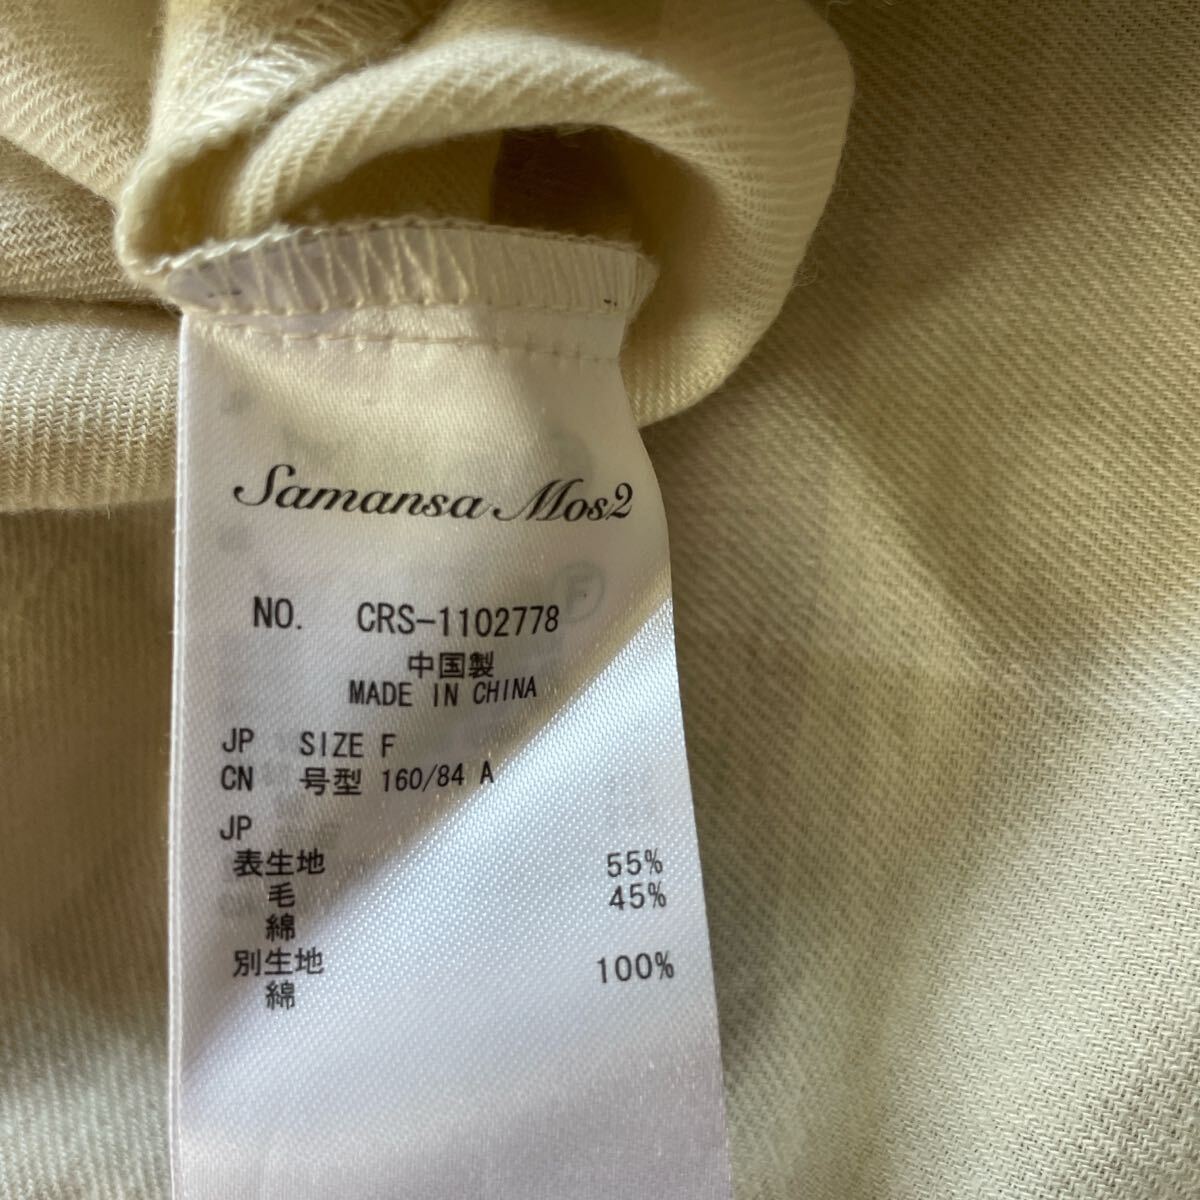 Samansa Mos2
NO. CRS-1102778
中国製
MADE IN CHINA
JP SIZE F
CN 号型 160/84 A
JP
表生地
毛 55%
綿 45%
別生地
綿 100%